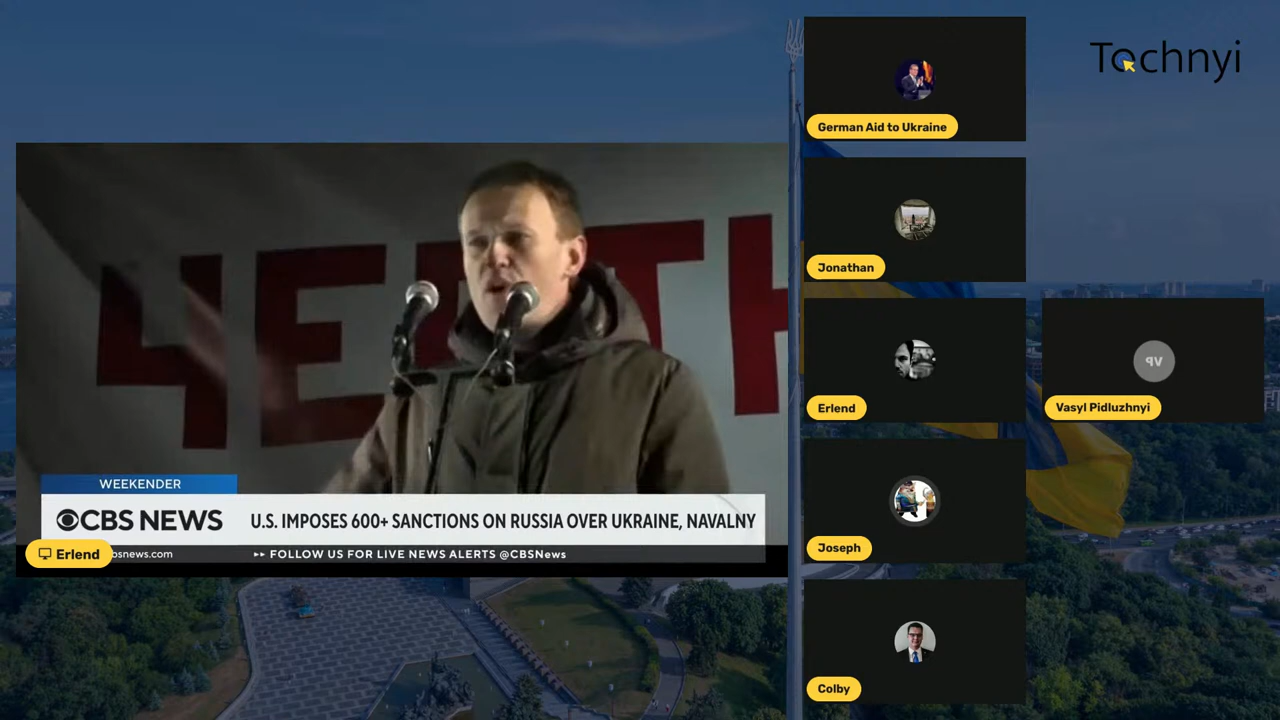 Technyi
German Aid to Ukraine
Jonathan
Erlend
VP
Vasyl Pidluzhnyi
Joseph
Colby
WEEKENDER
CBS NEWS
U.S. IMPOSES 600+ SANCTIONS ON RUSSIA OVER UKRAINE, NAVALNY
Erlend
FOLLOW US FOR LIVE NEWS ALERTS @CBSNews